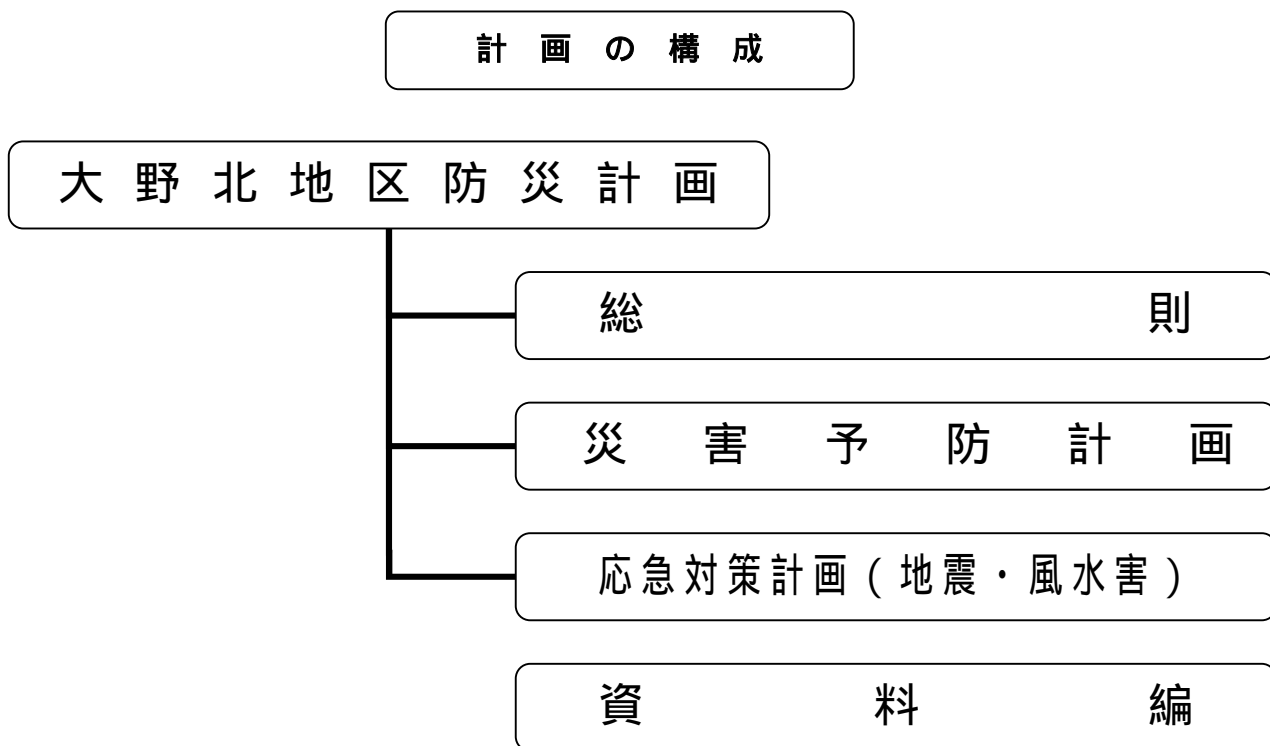 計画の構成
大野北地区防災計画
総則
災害予防計画
応急対策計画（地震・風水害）
資料編